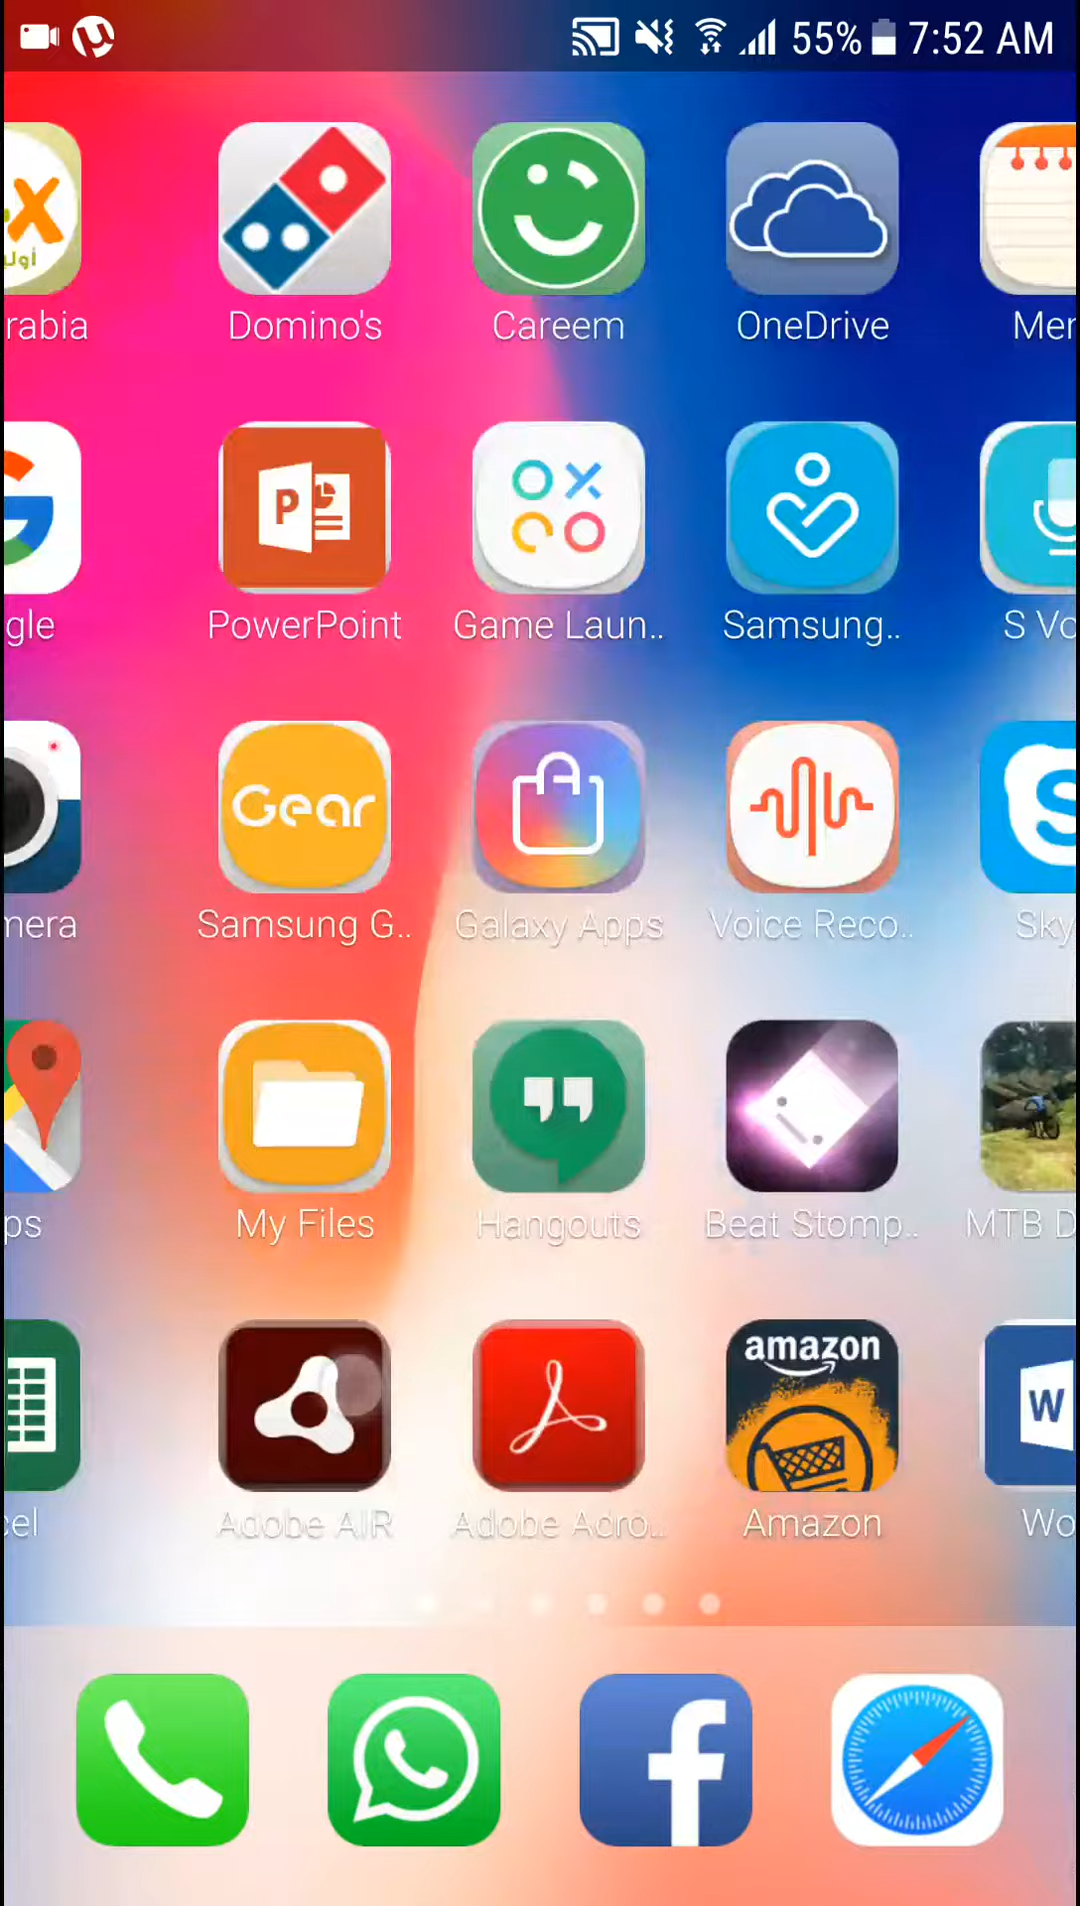 55% 7:52 AM
X
أولي
rabia
Domino's
Careem
OneDrive
Mer
P
gle
PowerPoint
Game Laun..
Samsung..
S Vo
Gear
S
mera
Samsung G..
Galaxy Apps
Voice Reco..
Sky
ps
My Files
Hangouts
Beat Stomp..
MTB D
amazon
W
cel
Adobe AIR
Adobe Acro..
Amazon
Wo